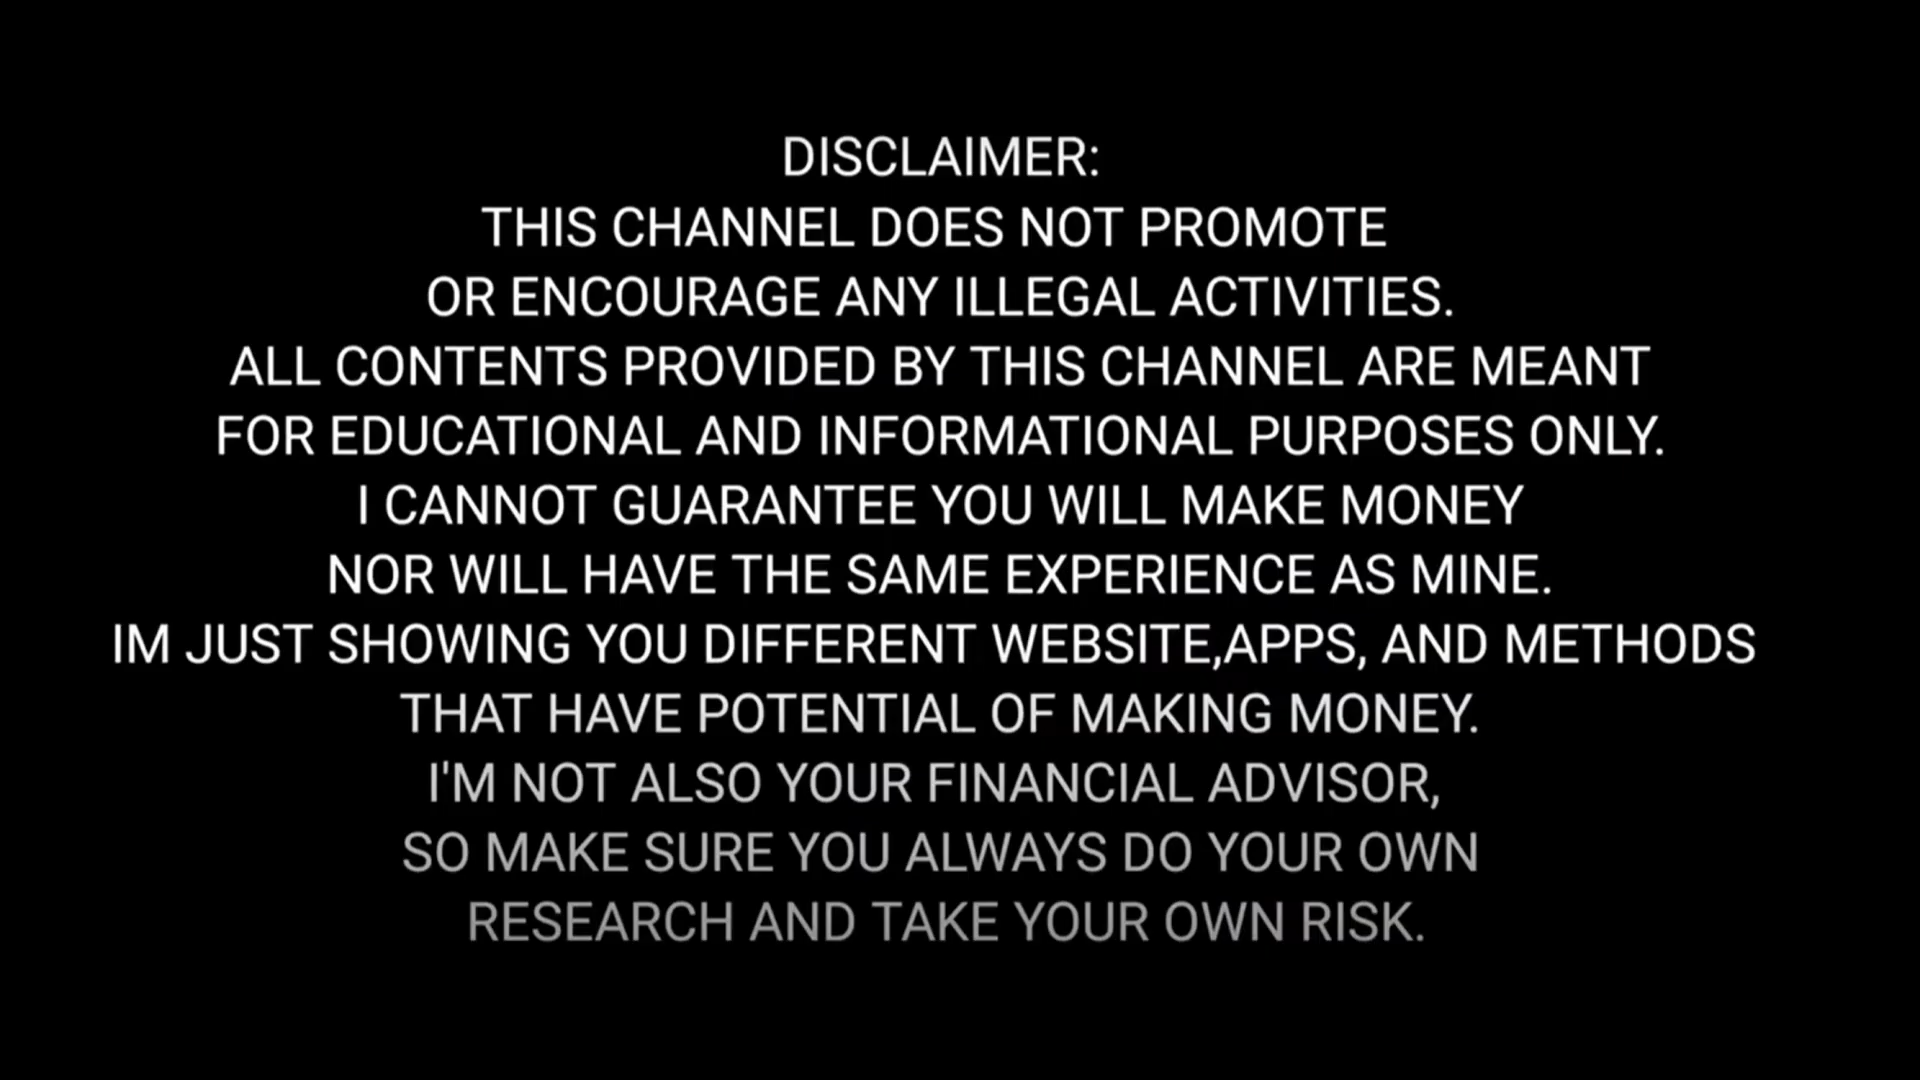 DISCLAIMER:
THIS CHANNEL DOES NOT PROMOTE
OR ENCOURAGE ANY ILLEGAL ACTIVITIES.
ALL CONTENTS PROVIDED BY THIS CHANNEL ARE MEANT
FOR EDUCATIONAL AND INFORMATIONAL PURPOSES ONLY.
I CANNOT GUARANTEE YOU WILL MAKE MONEY
NOR WILL HAVE THE SAME EXPERIENCE AS MINE.
IM JUST SHOWING YOU DIFFERENT WEBSITE,APPS, AND METHODS
THAT HAVE POTENTIAL OF MAKING MONEY.
I'M NOT ALSO YOUR FINANCIAL ADVISOR,
SO MAKE SURE YOU ALWAYS DO YOUR OWN
RESEARCH AND TAKE YOUR OWN RISK.